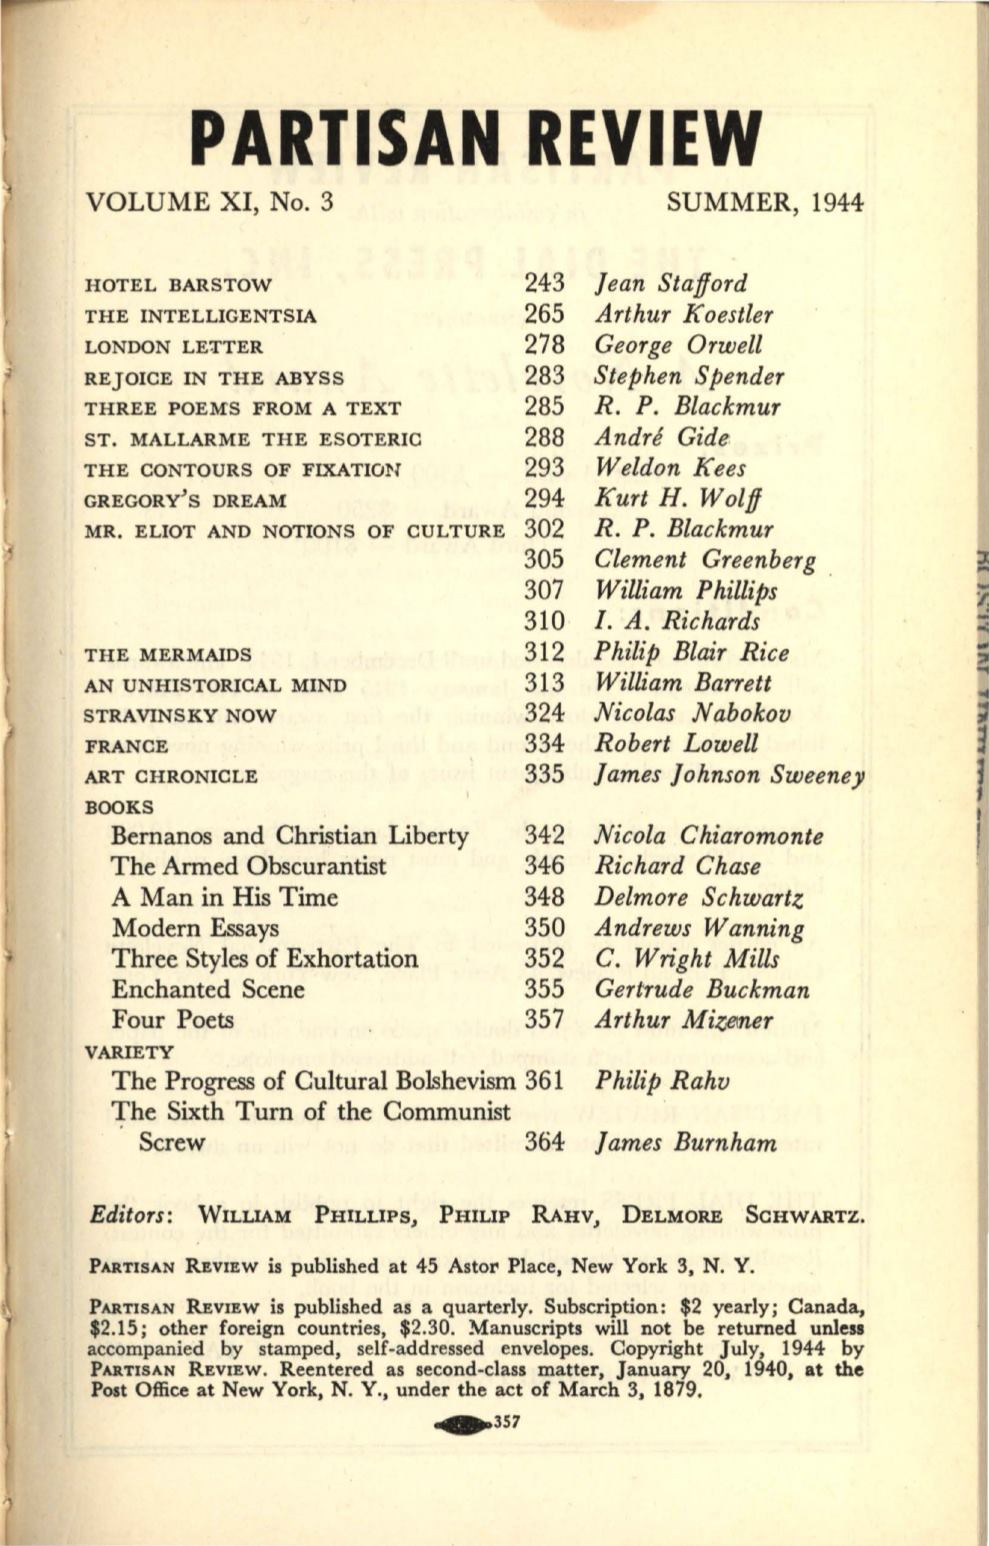 PARTISAN REVIEW
VOLUME XI, No. 3 SUMMER, 1944
HOTEL BARSTOW 243 Jean Stafford
THE INTELLIGENTSIA 265 Arthur Koestler
LONDON LETTER 278 George Orwell
REJOICE IN THE ABYSS 283 Stephen Spender
THREE POEMS FROM A TEXT 285 R. P. Blackmur
ST. MALLARME THE ESOTERIC 288 André Gide
THE CONTOURS OF FIXATION 293 Weldon Kees
GREGORY'S DREAM 294 Kurt H. Wolff
MR. ELIOT AND NOTIONS OF CULTURE 302 R. P. Blackmur
305 Clement Greenberg
307 William Phillips
310 I. A. Richards
THE MERMAIDS 312 Philip Blair Rice
AN UNHISTORICAL MIND 313 William Barrett
STRAVINSKY NOW 324 Nicolas Nabokov
FRANCE 334 Robert Lowell
ART CHRONICLE 335 James Johnson Sweeney
BOOKS
Bernanos and Christian Liberty 342 Nicola Chiaromonte
The Armed Obscurantist 346 Richard Chase
A Man in His Time 348 Delmore Schwartz
Modern Essays 350 Andrews Wanning
Three Styles of Exhortation 352 C. Wright Mills
Enchanted Scene 355 Gertrude Buckman
Four Poets 357 Arthur Mizener
VARIETY
The Progress of Cultural Bolshevism 361 Philip Rahv
The Sixth Turn of the Communist
Screw 364 James Burnham
Editors: WILLIAM PHILLIPS, PHILIP RAHV, DELMORE SCHWARTZ.
PARTISAN REVIEW is published at 45 Astor Place, New York 3, N. Y.
PARTISAN REVIEW is published as a quarterly. Subscription: $2 yearly; Canada,
$2.15; other foreign countries, $2.30. Manuscripts will not be returned unless
accompanied by stamped, self-addressed envelopes. Copyright July, 1944 by
PARTISAN REVIEW. Reentered as second-class matter, January 20, 1940, at the
Post Office at New York, N. Y., under the act of March 3, 1879.
357